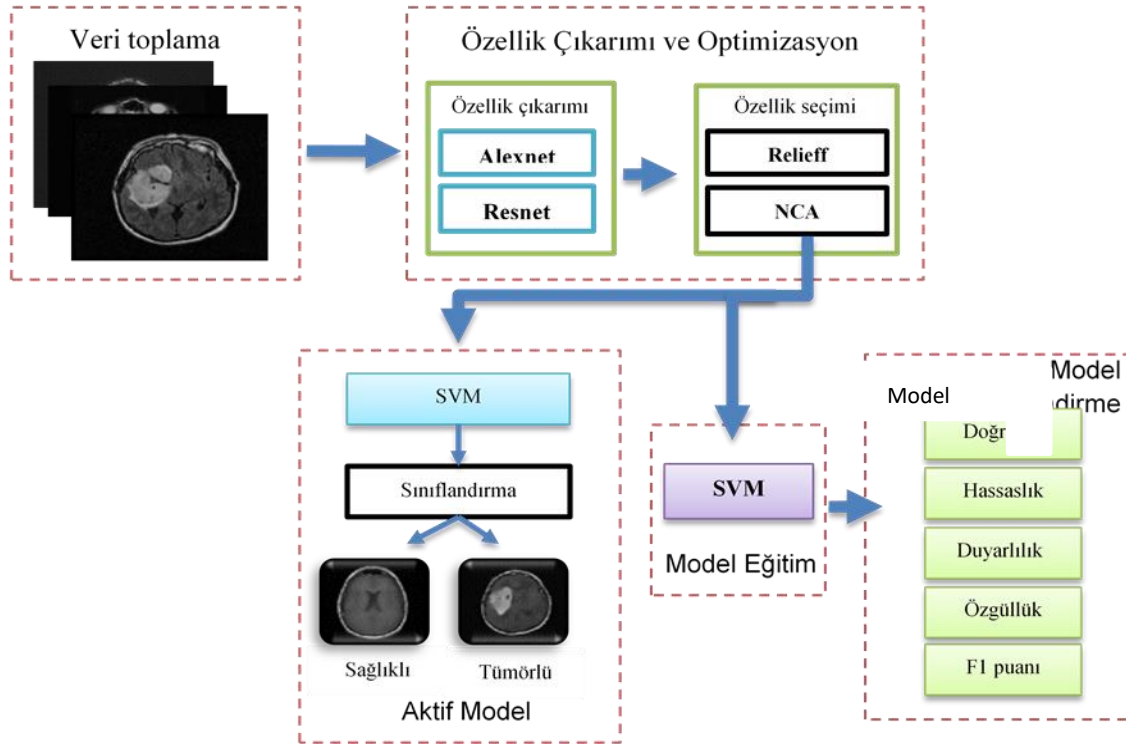 Veri toplama
Özellik Çıkarımı ve Optimizasyon
Özellik çıkarımı
Alexnet
Resnet
Özellik seçimi
Relieff
NCA
SVM
Sınıflandırma
Sağlıklı
Tümörlü
Aktif Model
SVM
Model Eğitim
Model
Model
Hassaslık
Duyarlılık
Özgüllük
F1 puanı